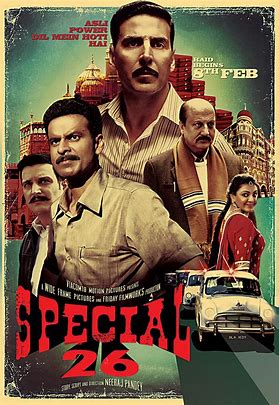 ASLI
POWER
DIL MEIN HOTI
HAI
RAID
BEGINS
8TH FEB
VIACOM18 MOTION PICTURES PRESENTS
A WIDE FRAME PICTURES AND FRIDAY FILMWORKS PRODUCTION
SPECIAL
26
STORY, SCRIPT AND DIRECTION NEERAJ PANDEY